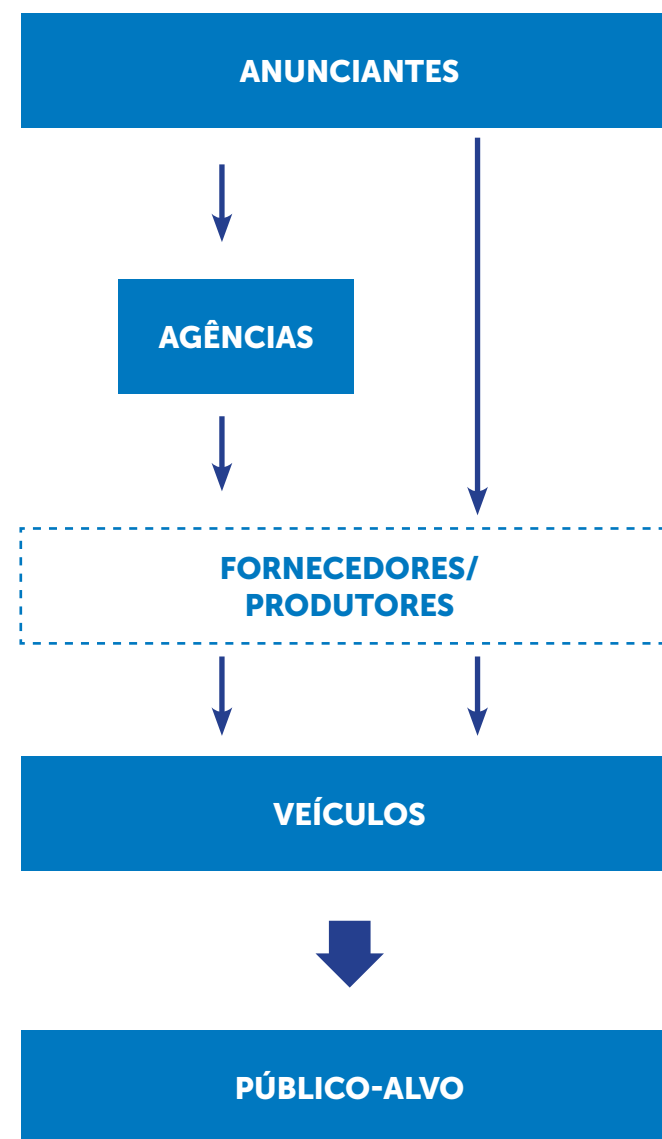 ANUNCIANTES
AGÊNCIAS
FORNECEDORES/
PRODUTORES
VEÍCULOS
PÚBLICO-ALVO